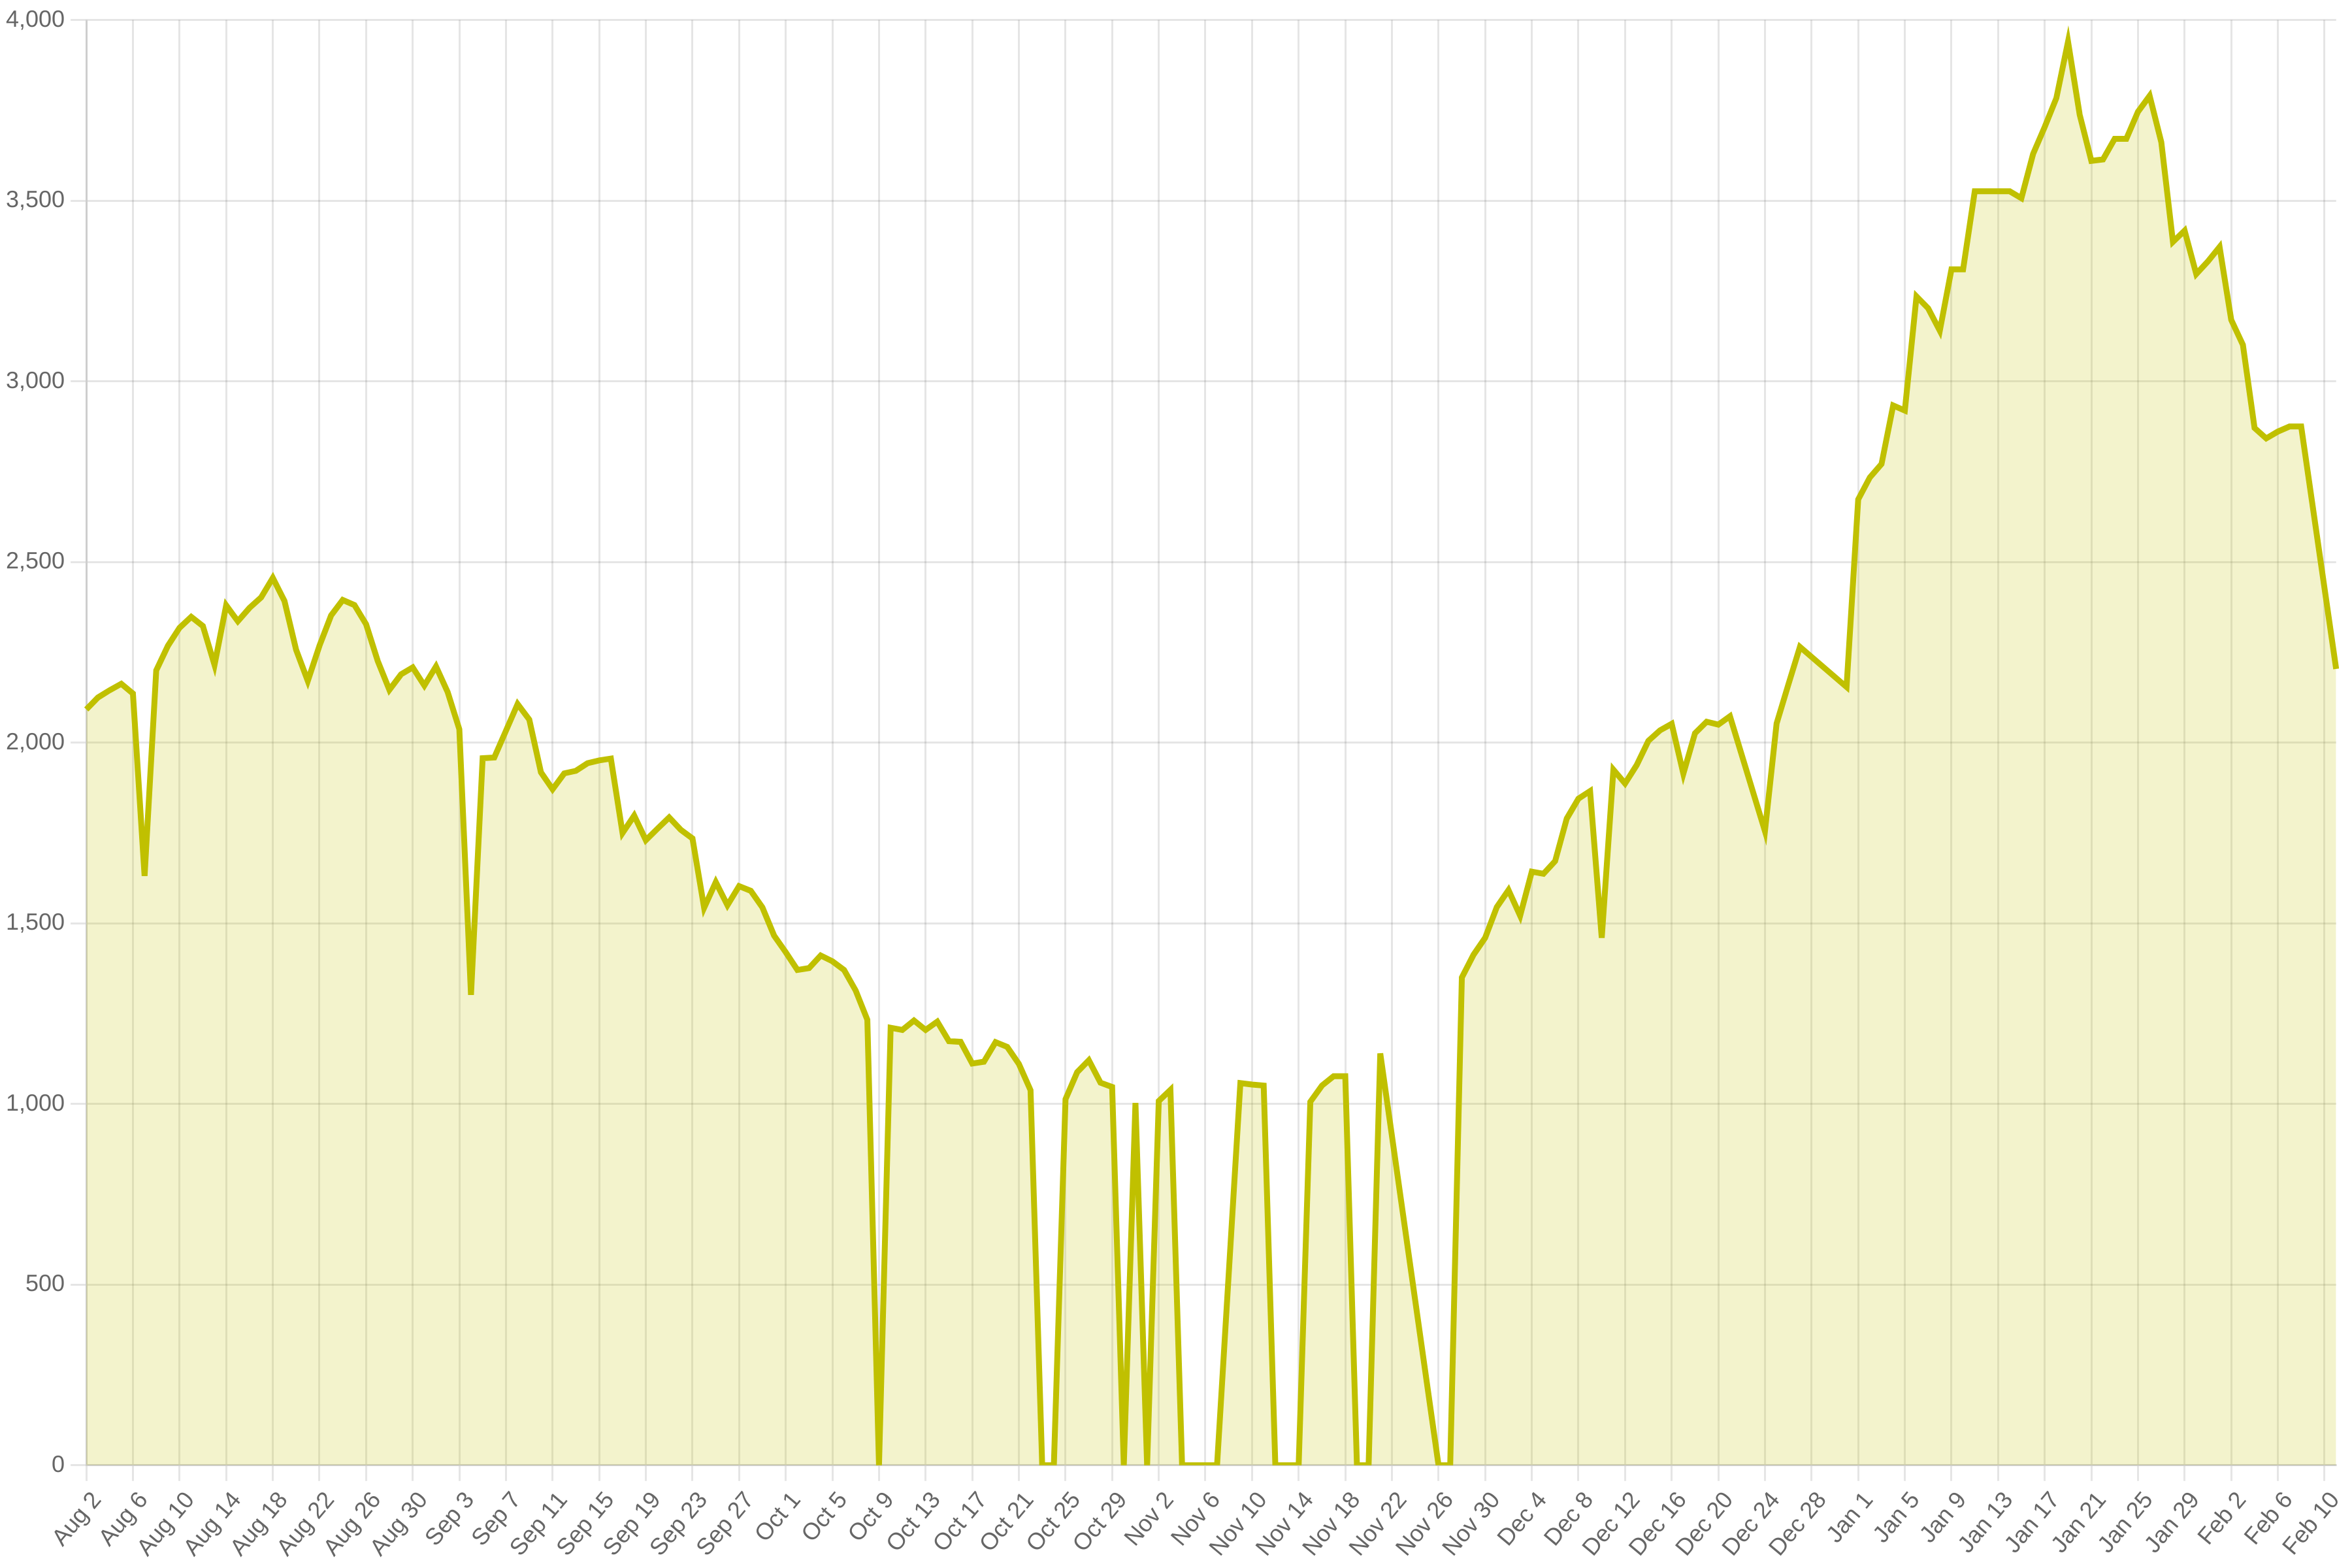 4,000
3,500
3,000
2,500
2,000
1,500
1,000
500
0
Aug 2
Aug 6
Aug 10
Aug 14
Aug 18
Aug 22
Aug 26
Aug 30
Sep 3
Sep 7
Sep 11
Sep 15
Sep 19
Sep 23
Sep 27
Oct 1
Oct 5
Oct 9
Oct 13
Oct 17
Oct 21
Oct 25
Oct 29
Nov 2
Nov 6
Nov 10
Nov 14
Nov 18
Nov 22
Nov 26
Nov 30
Dec 4
Dec 8
Dec 12
Dec 16
Dec 20
Dec 24
Dec 28
Jan 1
Jan 5
Jan 9
Jan 13
Jan 17
Jan 21
Jan 25
Jan 29
Feb 2
Feb 6
Feb 10